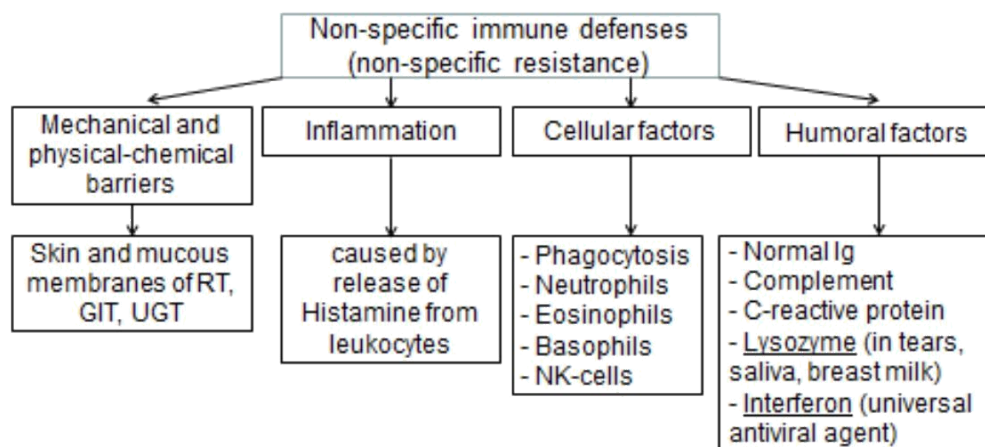 Non-specific immune defenses
(non-specific resistance)
Mechanical and
physical-chemical
barriers
Inflammation
Cellular factors
Humoral factors
Skin and mucous
membranes of RT,
GIT, UGT
caused by
release of
Histamine from
leukocytes
- Phagocytosis
- Neutrophils
- Eosinophils
- Basophils
- NK-cells
- Normal Ig
- Complement
- C-reactive protein
- Lysozyme (in tears,
saliva, breast milk)
- Interferon (universal
antiviral agent)